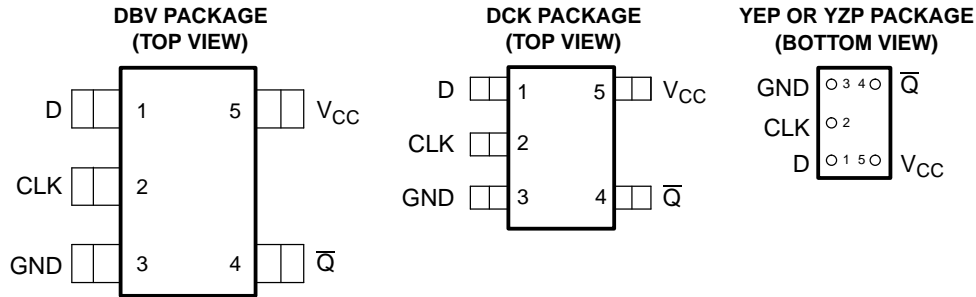 DBV PACKAGE
(TOP VIEW)
D 1 5 VCC
CLK 2
GND 3 4 Q̅
DCK PACKAGE
(TOP VIEW)
D 1 5 VCC
CLK 2
GND 3 4 Q̅
YEP OR YZP PACKAGE
(BOTTOM VIEW)
GND 3 4 Q̅
CLK 2
D 1 5 VCC